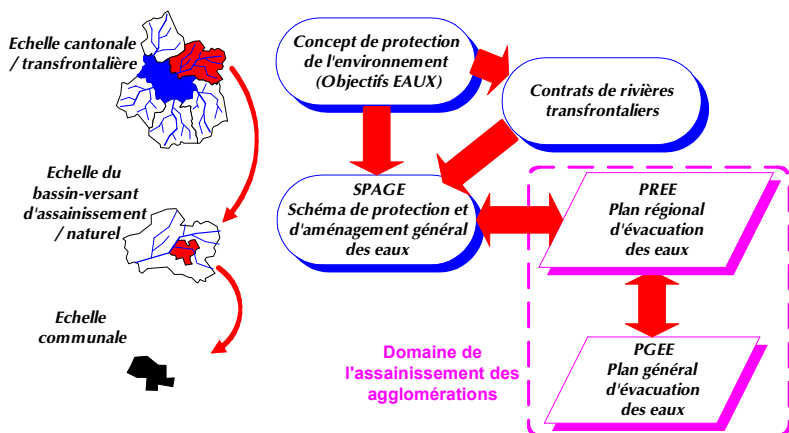 Echelle cantonale
/ transfrontalière
Concept de protection
de l'environnement
(Objectifs EAUX)
Contrats de rivières
transfrontaliers
Echelle du
bassin-versant
d'assainissement
/ naturel
SPAGE
Schéma de protection et
d'aménagement général
des eaux
PREE
Plan régional
d'évacuation
des eaux
Echelle
communale
Domaine de
l'assainissement des
agglomérations
PGEE
Plan général
d'évacuation
des eaux